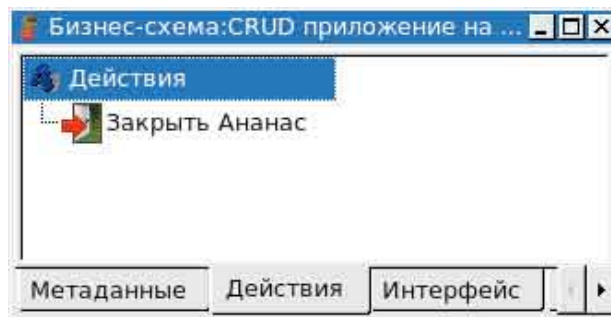 Бизнес-схема:CRUD приложение на ...
Действия
Закрыть Ананас
Метаданные Действия Интерфейс